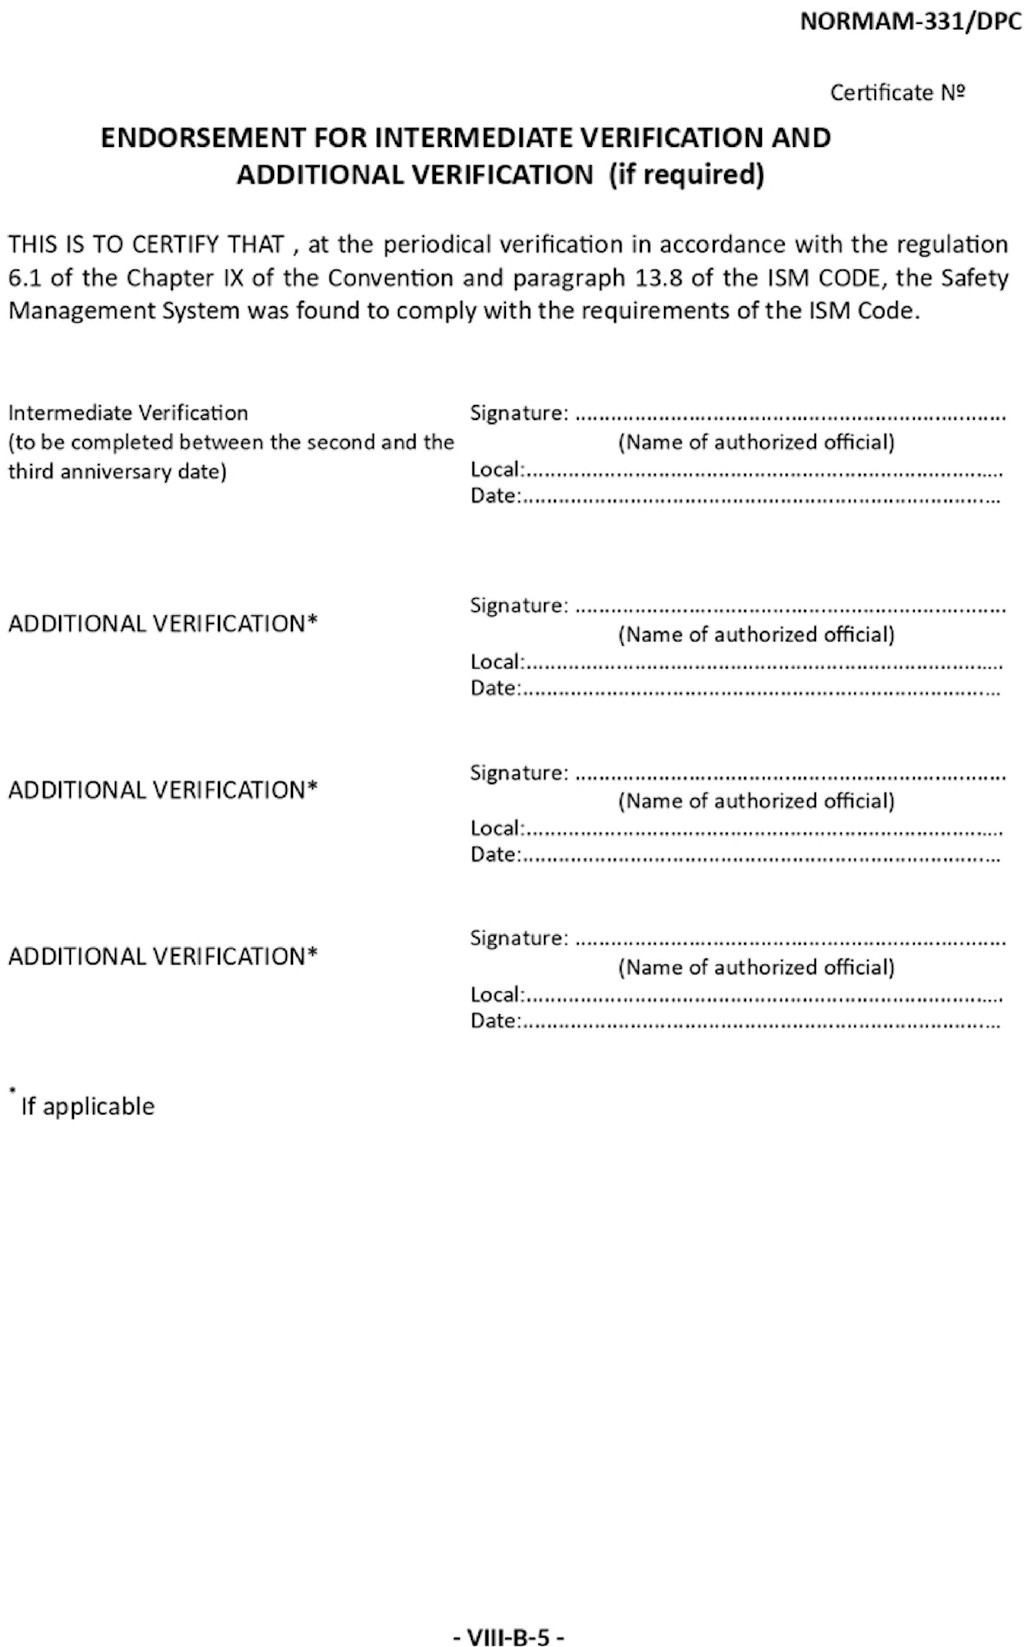 NORMAM-331/DPC
Certificate Nº
ENDORSEMENT FOR INTERMEDIATE VERIFICATION AND
ADDITIONAL VERIFICATION (if required)
THIS IS TO CERTIFY THAT , at the periodical verification in accordance with the regulation
6.1 of the Chapter IX of the Convention and paragraph 13.8 of the ISM CODE, the Safety
Management System was found to comply with the requirements of the ISM Code.
Intermediate Verification
(to be completed between the second and the
third anniversary date)
Signature: ..........................................................................
(Name of authorized official)
Local:................................................................................
Date:................................................................................
ADDITIONAL VERIFICATION*
Signature: ..........................................................................
(Name of authorized official)
Local:................................................................................
Date:................................................................................
ADDITIONAL VERIFICATION*
Signature: ..........................................................................
(Name of authorized official)
Local:................................................................................
Date:................................................................................
ADDITIONAL VERIFICATION*
Signature: ..........................................................................
(Name of authorized official)
Local:................................................................................
Date:................................................................................
* If applicable
- VIII-B-5 -